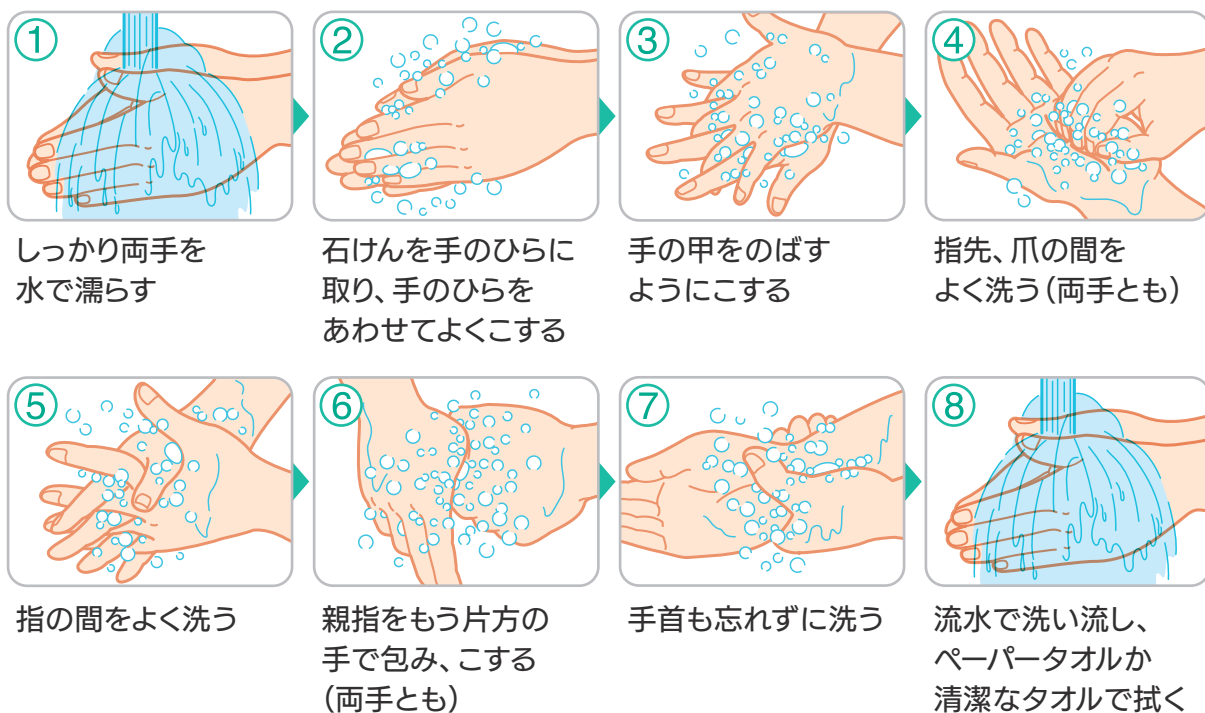 ①
しっかり両手を
水で濡らす
②
石けんを手のひらに
取り、手のひらを
あわせてよくこする
③
手の甲をのばす
ようにこする
④
指先、爪の間を
よく洗う(両手とも)
⑤
指の間をよく洗う
⑥
親指をもう片方の
手で包み、こする
(両手とも)
⑦
手首も忘れずに洗う
⑧
流水で洗い流し、
ペーパータオルか
清潔なタオルで拭く